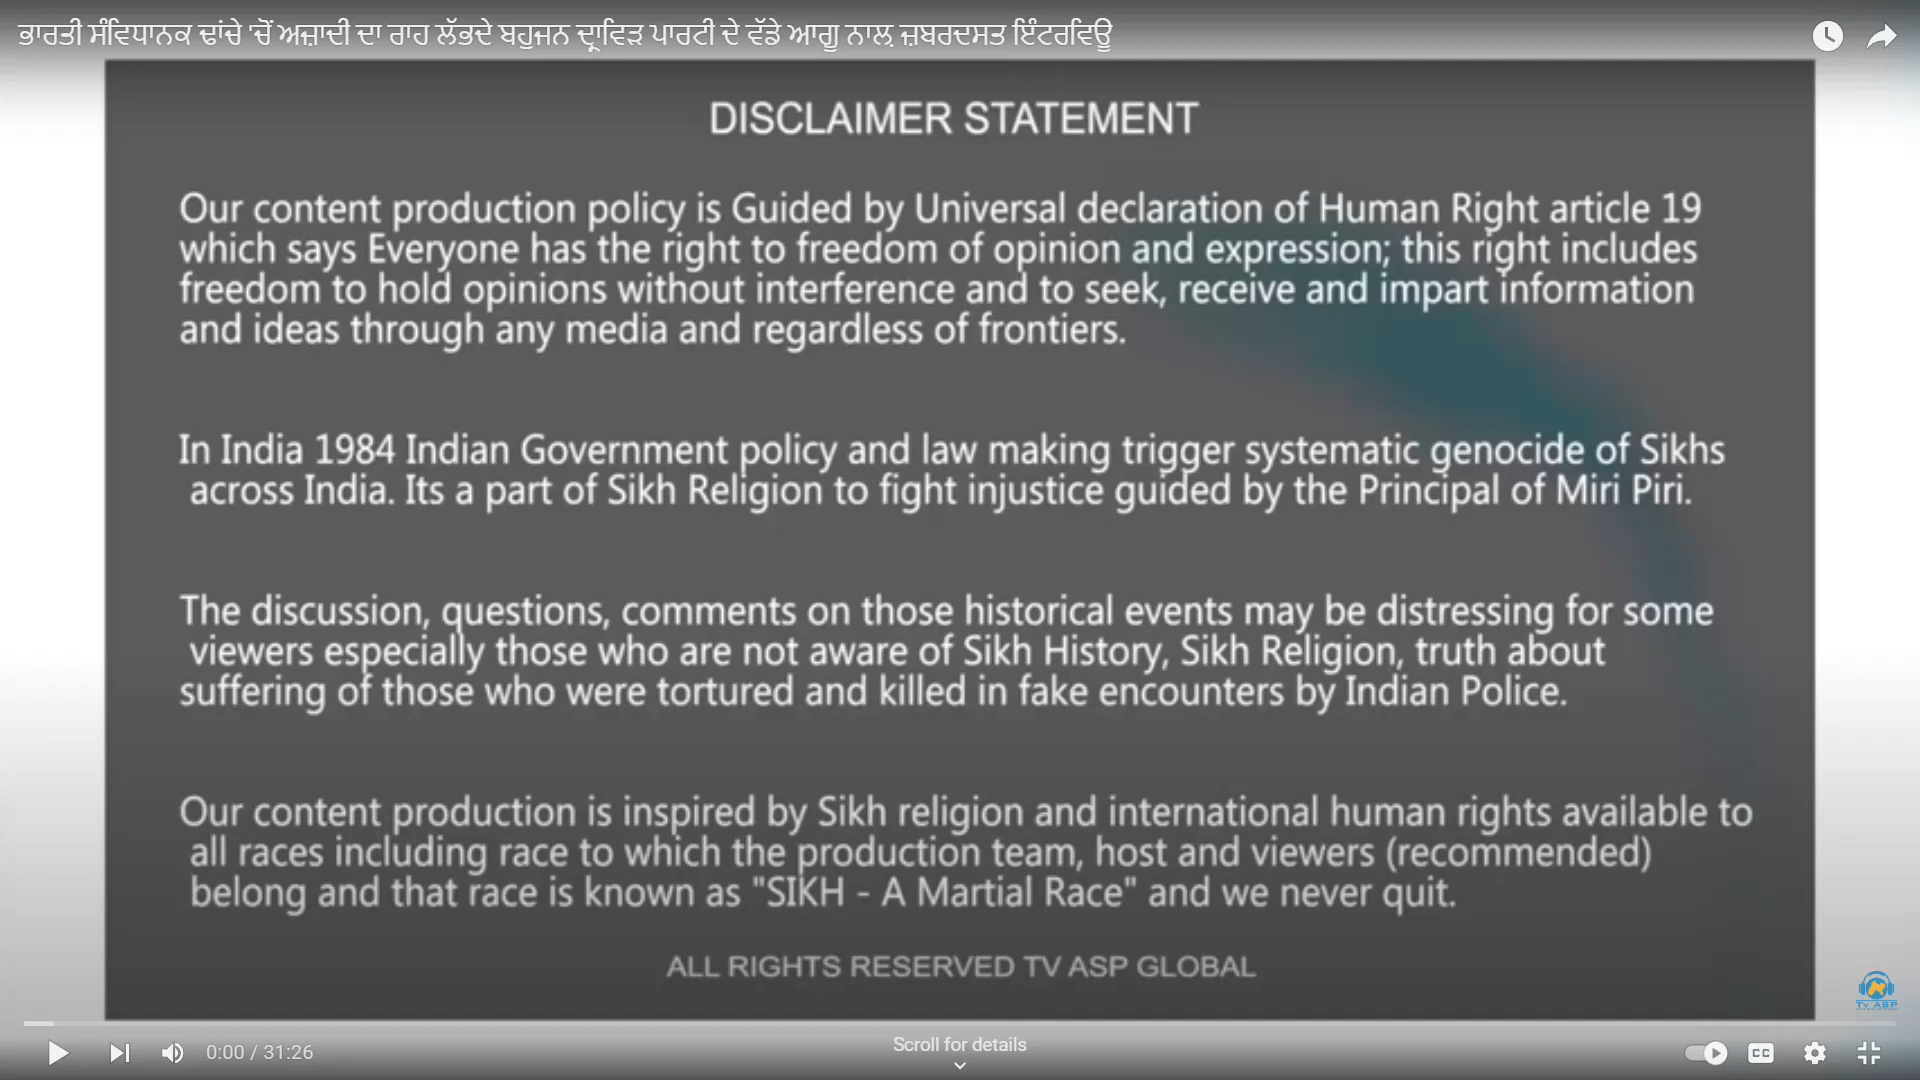 ਭਾਰਤੀ ਸੰਵਿਧਾਨਕ ਢਾਂਚੇ 'ਚੋਂ ਅਜ਼ਾਦੀ ਦਾ ਰਾਹ ਲੱਭਦੇ ਬਹੁਜਨ ਦ੍ਰਾਵਿੜ ਪਾਰਟੀ ਦੇ ਵੱਡੇ ਆਗੂ ਨਾਲ਼ ਜ਼ਬਰਦਸਤ ਇੰਟਰਵਿਊ
DISCLAIMER STATEMENT
Our content production policy is Guided by Universal declaration of Human Right article 19
which says Everyone has the right to freedom of opinion and expression; this right includes
freedom to hold opinions without interference and to seek, receive and impart information
and ideas through any media and regardless of frontiers.
In India 1984 Indian Government policy and law making trigger systematic genocide of Sikhs
across India. Its a part of Sikh Religion to fight injustice guided by the Principal of Miri Piri.
The discussion, questions, comments on those historical events may be distressing for some
viewers especially those who are not aware of Sikh History, Sikh Religion, truth about
suffering of those who were tortured and killed in fake encounters by Indian Police.
Our content production is inspired by Sikh religion and international human rights available to
all races including race to which the production team, host and viewers (recommended)
belong and that race is known as "SIKH - A Martial Race" and we never quit.
ALL RIGHTS RESERVED TV ASP GLOBAL
TV ASP
0:00 / 31:26
Scroll for details
CC